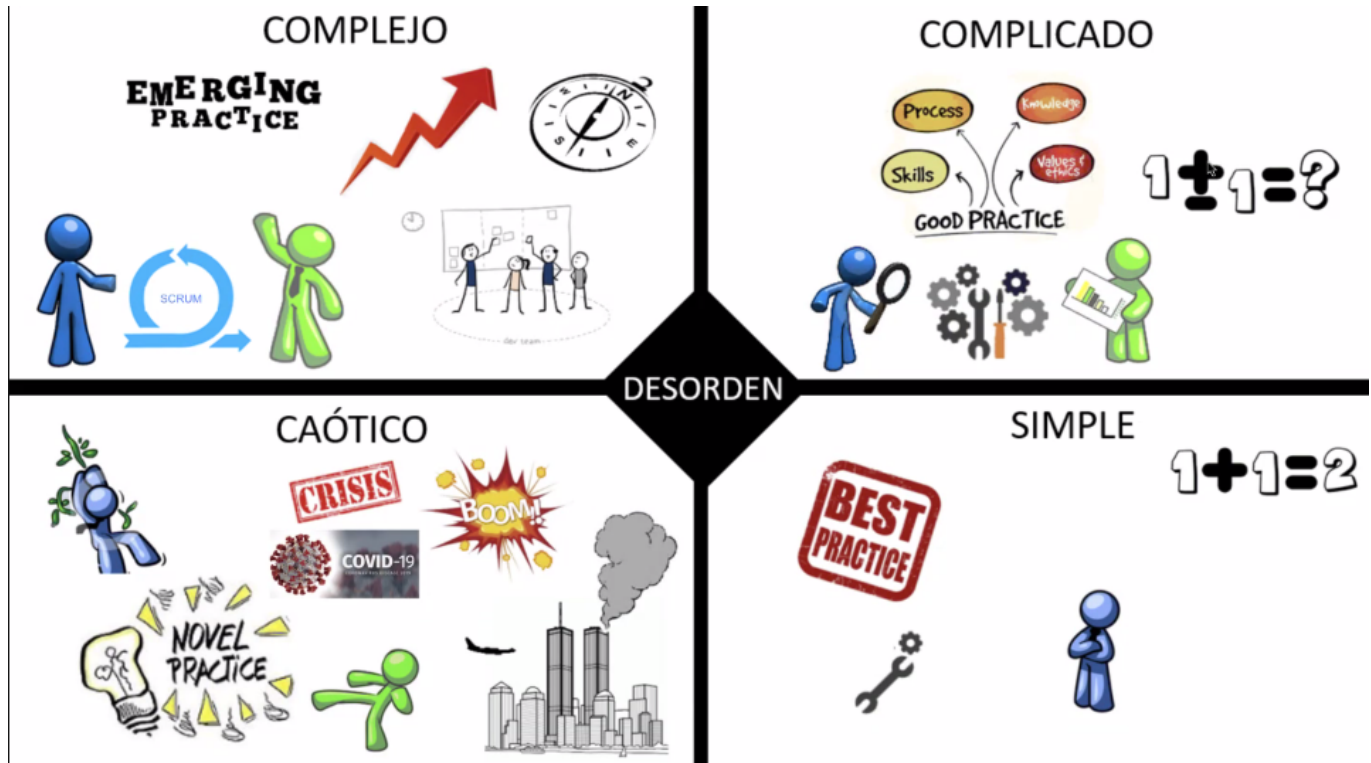 COMPLEJO
EMERGING
PRACTICE
SCRUM
COMPLICADO
Process
Knowledge
Skills
Values &
ethics
GOOD PRACTICE
1±1=?
DESORDEN
CAÓTICO
CRISIS
BOOM!!
COVID-19
NOVEL
PRACTICE
SIMPLE
1+1=2
BEST
PRACTICE